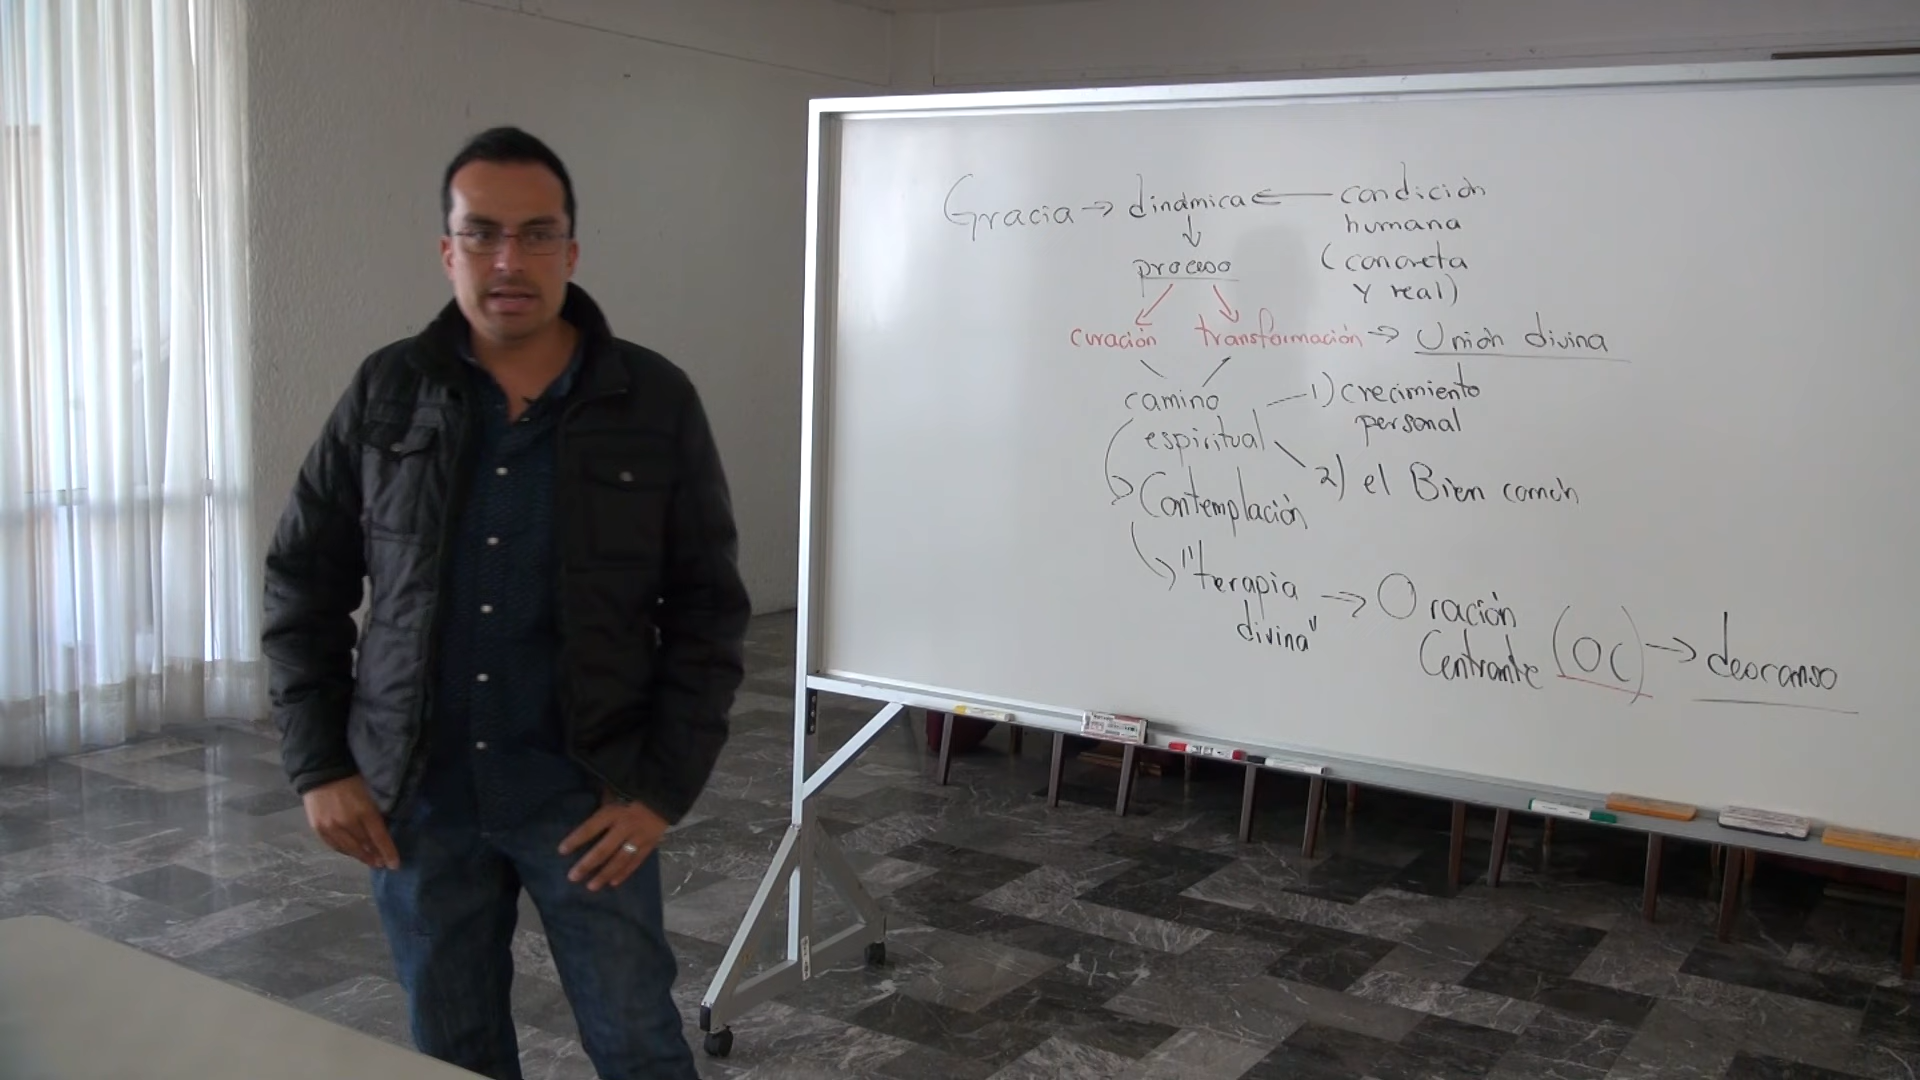 Gracia → dinámica ← condición
humana
proceso (concreta
y real)
curación transformación → Unión divina
camino 1) crecimiento
personal
espiritual
2) el Bien común
Contemplación
"terapia → Oración
divina" Centrante (OC) → descanso